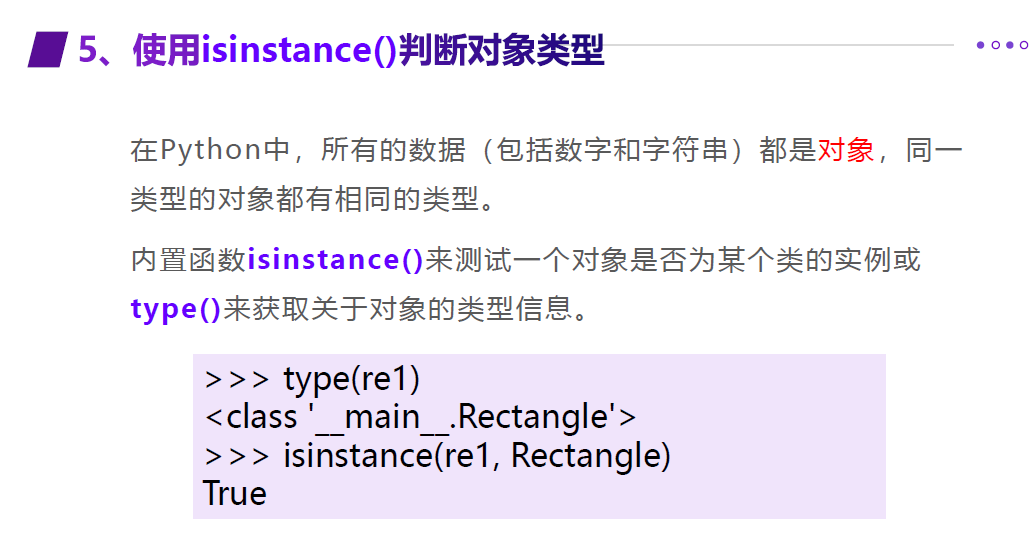 5、使用isinstance()判断对象类型
在Python中，所有的数据（包括数字和字符串）都是对象，同一
类型的对象都有相同的类型。
内置函数isinstance()来测试一个对象是否为某个类的实例或
type()来获取关于对象的类型信息。
>>> type(re1)
<class '__main__.Rectangle'>
>>> isinstance(re1, Rectangle)
True